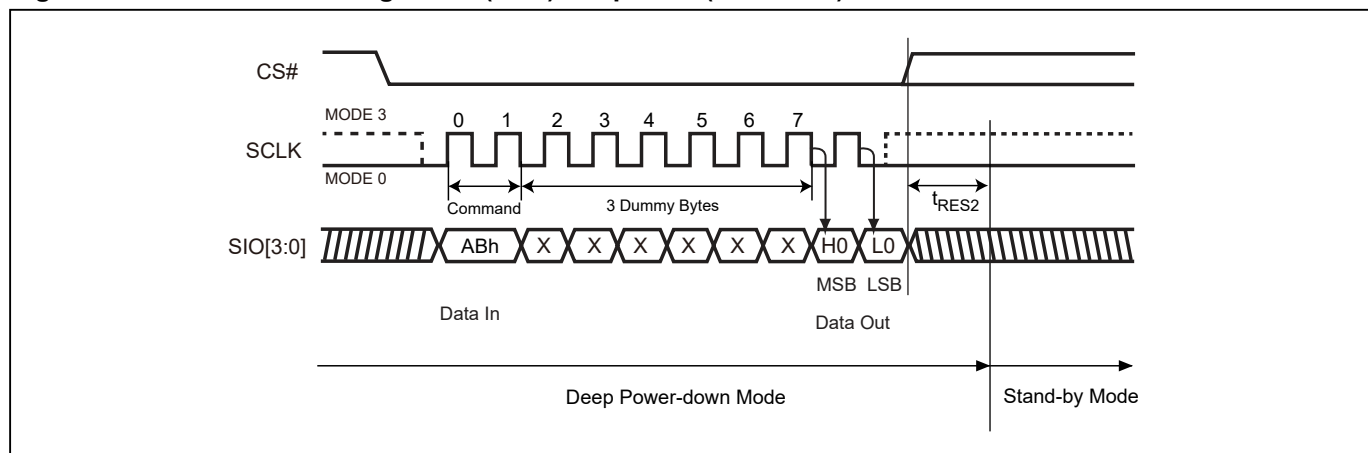 CS#
MODE 3
0 1 2 3 4 5 6 7
SCLK
MODE 0
Command
3 Dummy Bytes
tRES2
SIO[3:0]
ABh X X X X X X H0 L0
MSB LSB
Data In
Data Out
Deep Power-down Mode
Stand-by Mode